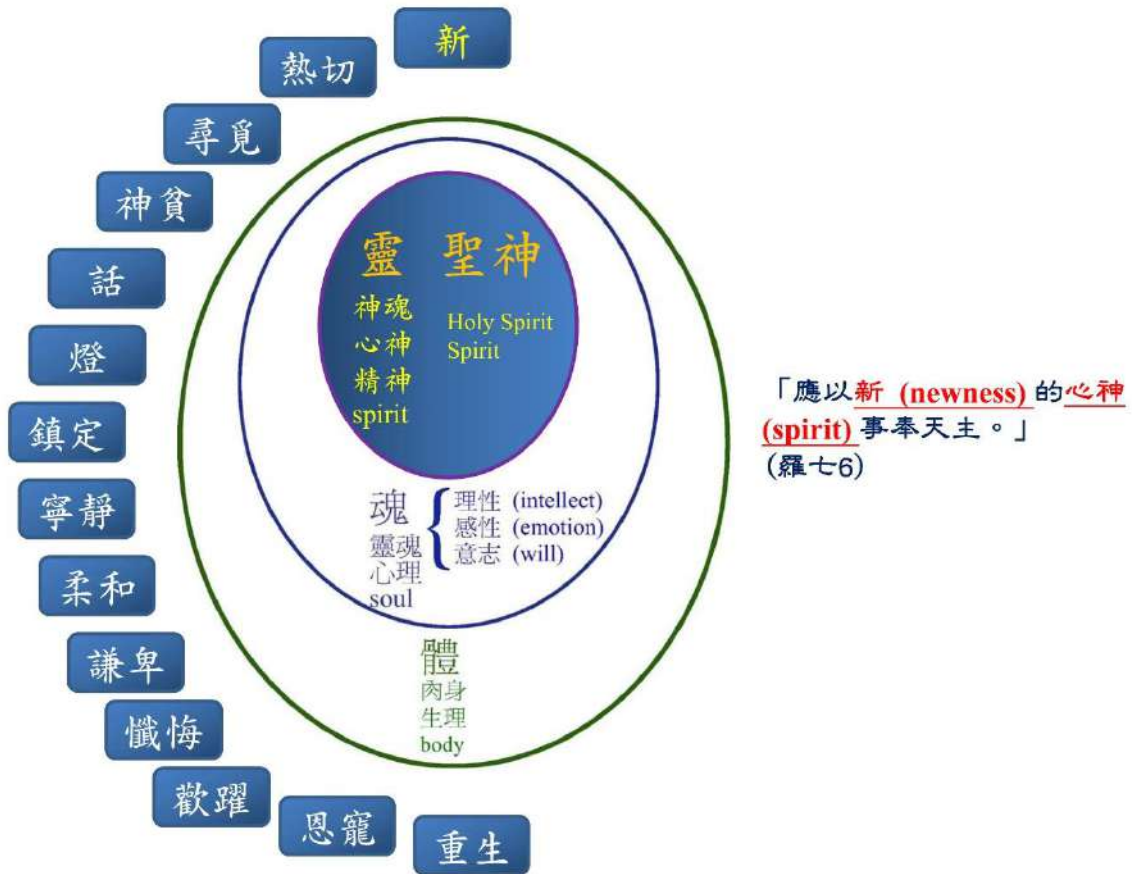 新
熱切
尋覓
神貧
話
燈
鎮定
寧靜
柔和
謙卑
懺悔
歡躍
恩寵
重生
靈 聖神
神魂
心神
精神
spirit
Holy Spirit
Spirit
魂
靈魂
心理
soul
理性 (intellect)
感性 (emotion)
意志 (will)
體
肉身
生理
body
「應以新 (newness) 的心神
(spirit) 事奉天主。」
(羅七6)